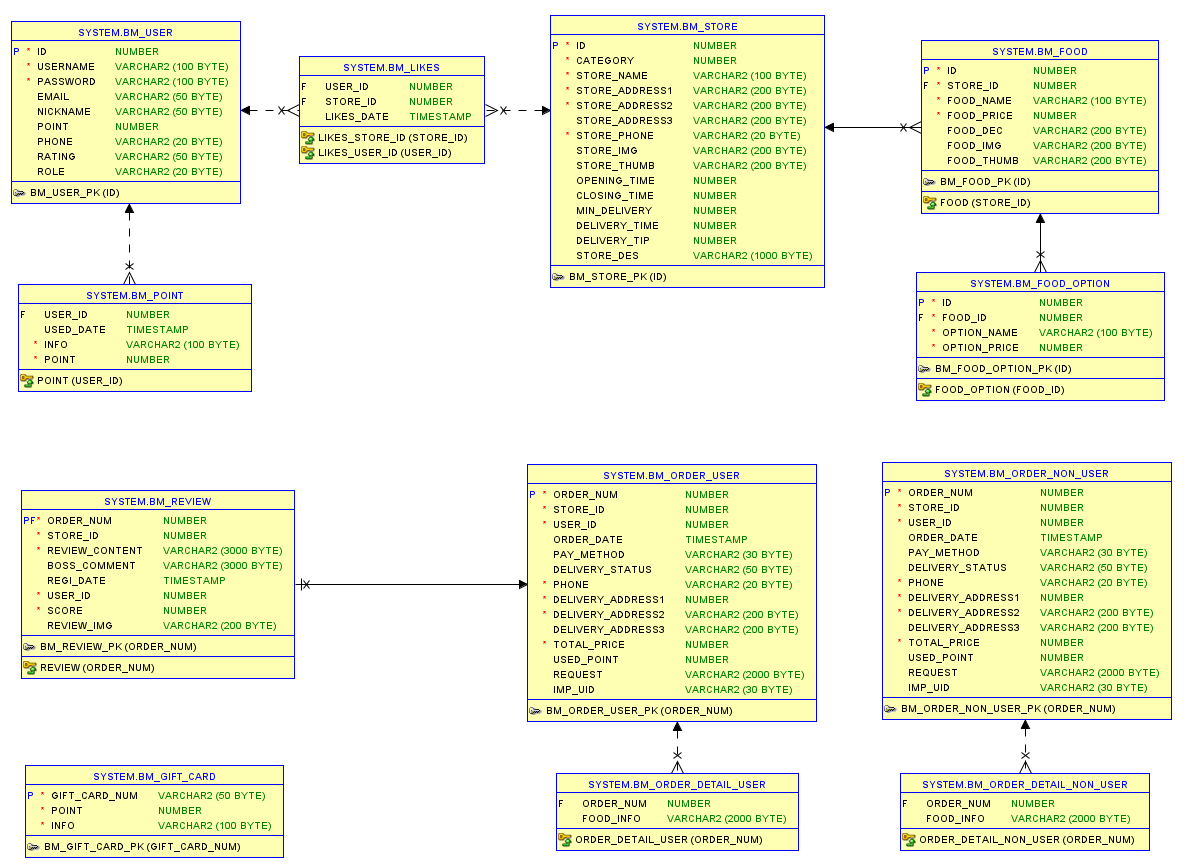 SYSTEM.BM_USER
P * ID NUMBER
* USERNAME VARCHAR2 (100 BYTE)
* PASSWORD VARCHAR2 (100 BYTE)
EMAIL VARCHAR2 (50 BYTE)
NICKNAME VARCHAR2 (50 BYTE)
POINT NUMBER
PHONE VARCHAR2 (20 BYTE)
RATING VARCHAR2 (50 BYTE)
ROLE VARCHAR2 (20 BYTE)
BM_USER_PK (ID)
SYSTEM.BM_LIKES
F USER_ID NUMBER
F STORE_ID NUMBER
LIKES_DATE TIMESTAMP
LIKES_STORE_ID (STORE_ID)
LIKES_USER_ID (USER_ID)
SYSTEM.BM_STORE
P * ID NUMBER
* CATEGORY NUMBER
* STORE_NAME VARCHAR2 (100 BYTE)
* STORE_ADDRESS1 VARCHAR2 (200 BYTE)
* STORE_ADDRESS2 VARCHAR2 (200 BYTE)
STORE_ADDRESS3 VARCHAR2 (200 BYTE)
* STORE_PHONE VARCHAR2 (20 BYTE)
STORE_IMG VARCHAR2 (200 BYTE)
STORE_THUMB VARCHAR2 (200 BYTE)
OPENING_TIME NUMBER
CLOSING_TIME NUMBER
MIN_DELIVERY NUMBER
DELIVERY_TIME NUMBER
DELIVERY_TIP NUMBER
STORE_DES VARCHAR2 (1000 BYTE)
BM_STORE_PK (ID)
SYSTEM.BM_FOOD
P * ID NUMBER
F * STORE_ID NUMBER
* FOOD_NAME VARCHAR2 (100 BYTE)
* FOOD_PRICE NUMBER
FOOD_DEC VARCHAR2 (200 BYTE)
FOOD_IMG VARCHAR2 (200 BYTE)
FOOD_THUMB VARCHAR2 (200 BYTE)
BM_FOOD_PK (ID)
FOOD (STORE_ID)
SYSTEM.BM_POINT
F USER_ID NUMBER
USED_DATE TIMESTAMP
* INFO VARCHAR2 (100 BYTE)
* POINT NUMBER
POINT (USER_ID)
SYSTEM.BM_FOOD_OPTION
P * ID NUMBER
F * FOOD_ID NUMBER
* OPTION_NAME VARCHAR2 (100 BYTE)
* OPTION_PRICE NUMBER
BM_FOOD_OPTION_PK (ID)
FOOD_OPTION (FOOD_ID)
SYSTEM.BM_REVIEW
PF* ORDER_NUM NUMBER
* STORE_ID NUMBER
* REVIEW_CONTENT VARCHAR2 (3000 BYTE)
BOSS_COMMENT VARCHAR2 (3000 BYTE)
REGI_DATE TIMESTAMP
* USER_ID NUMBER
* SCORE NUMBER
REVIEW_IMG VARCHAR2 (200 BYTE)
BM_REVIEW_PK (ORDER_NUM)
REVIEW (ORDER_NUM)
SYSTEM.BM_ORDER_USER
P * ORDER_NUM NUMBER
* STORE_ID NUMBER
* USER_ID NUMBER
ORDER_DATE TIMESTAMP
PAY_METHOD VARCHAR2 (30 BYTE)
DELIVERY_STATUS VARCHAR2 (50 BYTE)
* PHONE VARCHAR2 (20 BYTE)
* DELIVERY_ADDRESS1 NUMBER
* DELIVERY_ADDRESS2 VARCHAR2 (200 BYTE)
DELIVERY_ADDRESS3 VARCHAR2 (200 BYTE)
* TOTAL_PRICE NUMBER
USED_POINT NUMBER
REQUEST VARCHAR2 (2000 BYTE)
IMP_UID VARCHAR2 (30 BYTE)
BM_ORDER_USER_PK (ORDER_NUM)
SYSTEM.BM_ORDER_NON_USER
P * ORDER_NUM NUMBER
* STORE_ID NUMBER
* USER_ID NUMBER
ORDER_DATE TIMESTAMP
PAY_METHOD VARCHAR2 (30 BYTE)
DELIVERY_STATUS VARCHAR2 (50 BYTE)
* PHONE VARCHAR2 (20 BYTE)
* DELIVERY_ADDRESS1 NUMBER
* DELIVERY_ADDRESS2 VARCHAR2 (200 BYTE)
DELIVERY_ADDRESS3 VARCHAR2 (200 BYTE)
* TOTAL_PRICE NUMBER
USED_POINT NUMBER
REQUEST VARCHAR2 (2000 BYTE)
IMP_UID VARCHAR2 (30 BYTE)
BM_ORDER_NON_USER_PK (ORDER_NUM)
SYSTEM.BM_GIFT_CARD
P * GIFT_CARD_NUM VARCHAR2 (50 BYTE)
* POINT NUMBER
* INFO VARCHAR2 (100 BYTE)
BM_GIFT_CARD_PK (GIFT_CARD_NUM)
SYSTEM.BM_ORDER_DETAIL_USER
F ORDER_NUM NUMBER
FOOD_INFO VARCHAR2 (2000 BYTE)
ORDER_DETAIL_USER (ORDER_NUM)
SYSTEM.BM_ORDER_DETAIL_NON_USER
F ORDER_NUM NUMBER
FOOD_INFO VARCHAR2 (2000 BYTE)
ORDER_DETAIL_NON_USER (ORDER_NUM)